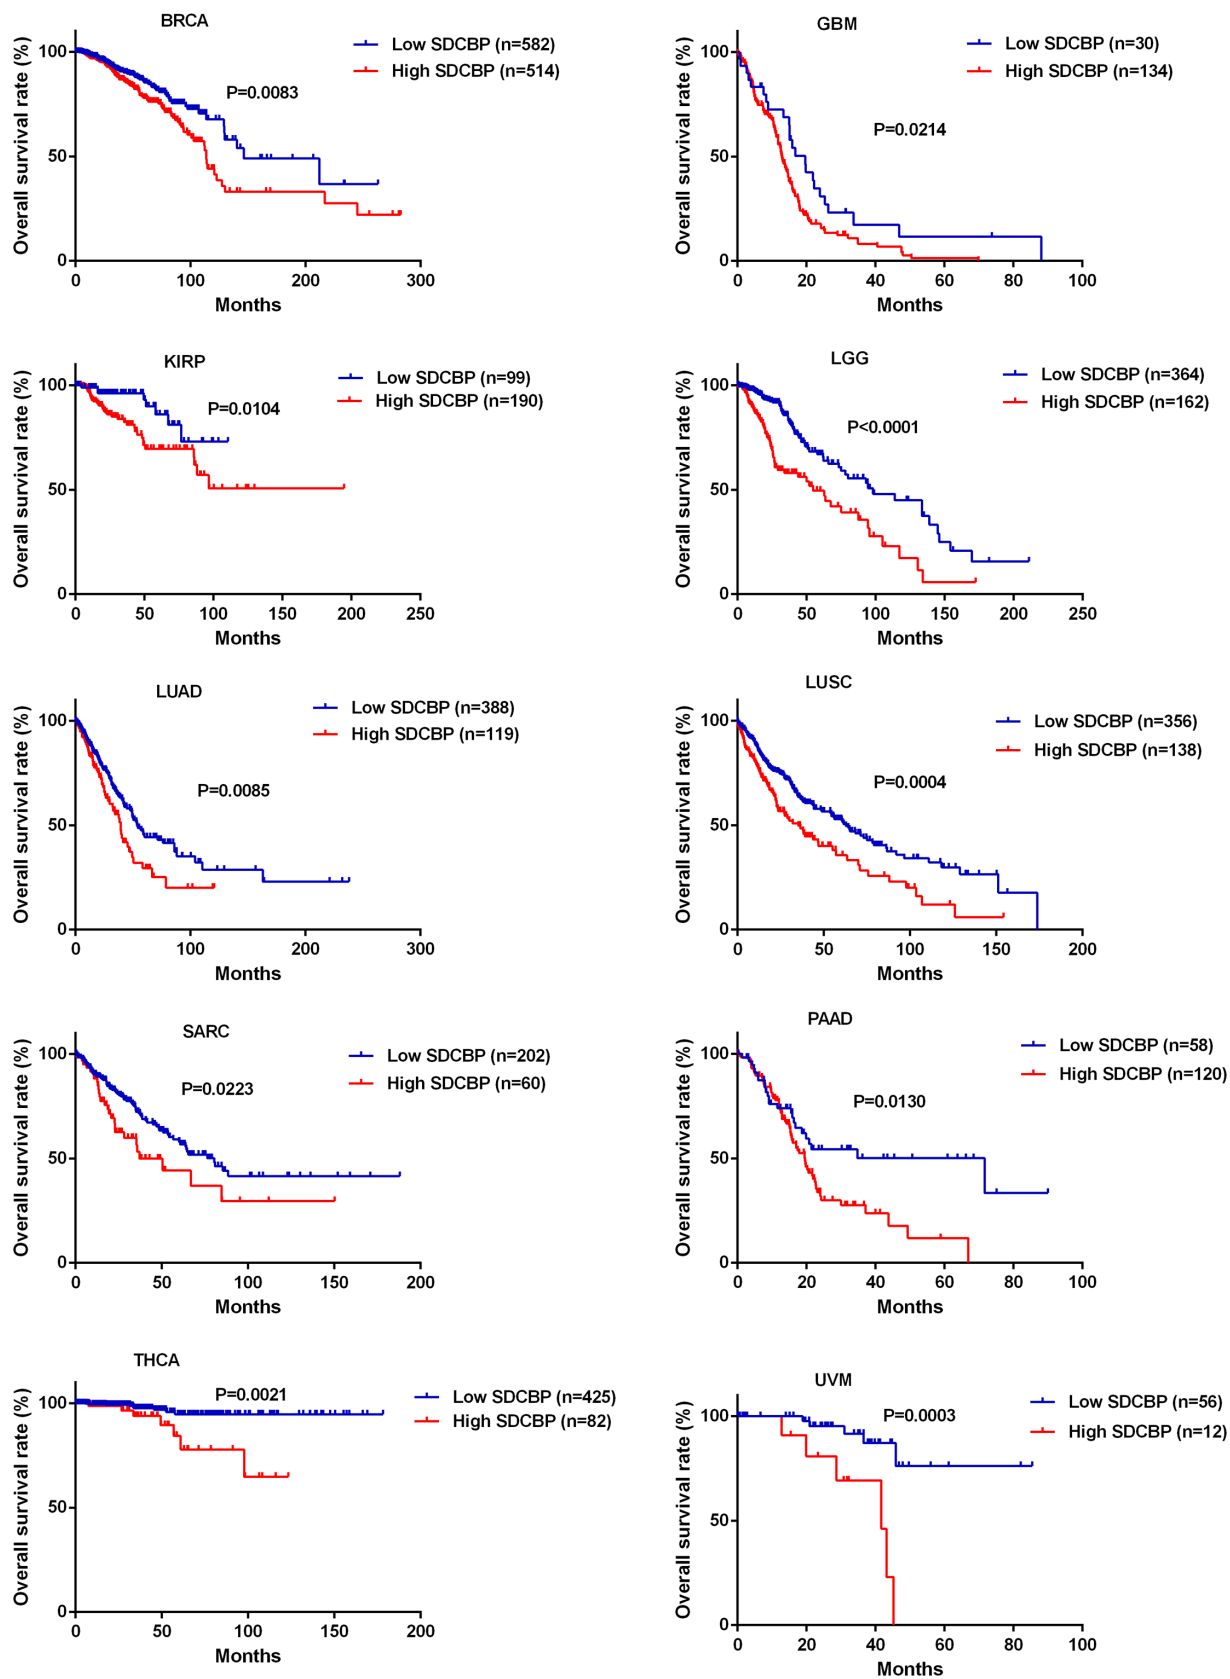 BRCA
Overall survival rate (%)
Low SDCBP (n=582)
High SDCBP (n=514)
P=0.0083
100
50
0
0 100 200 300
Months
GBM
Overall survival rate (%)
Low SDCBP (n=30)
High SDCBP (n=134)
P=0.0214
100
50
0
0 20 40 60 80 100
Months
KIRP
Overall survival rate (%)
Low SDCBP (n=99)
High SDCBP (n=190)
P=0.0104
100
50
0
0 50 100 150 200 250
Months
LGG
Overall survival rate (%)
Low SDCBP (n=364)
High SDCBP (n=162)
P<0.0001
100
50
0
0 50 100 150 200 250
Months
LUAD
Overall survival rate (%)
Low SDCBP (n=388)
High SDCBP (n=119)
P=0.0085
100
50
0
0 100 200 300
Months
LUSC
Overall survival rate (%)
Low SDCBP (n=356)
High SDCBP (n=138)
P=0.0004
100
50
0
0 50 100 150 200
Months
SARC
Overall survival rate (%)
Low SDCBP (n=202)
High SDCBP (n=60)
P=0.0223
100
50
0
0 50 100 150 200
Months
PAAD
Overall survival rate (%)
Low SDCBP (n=58)
High SDCBP (n=120)
P=0.0130
100
50
0
0 20 40 60 80 100
Months
THCA
Overall survival rate (%)
Low SDCBP (n=425)
High SDCBP (n=82)
P=0.0021
100
50
0
0 50 100 150 200
Months
UVM
Overall survival rate (%)
Low SDCBP (n=56)
High SDCBP (n=12)
P=0.0003
100
50
0
0 20 40 60 80 100
Months